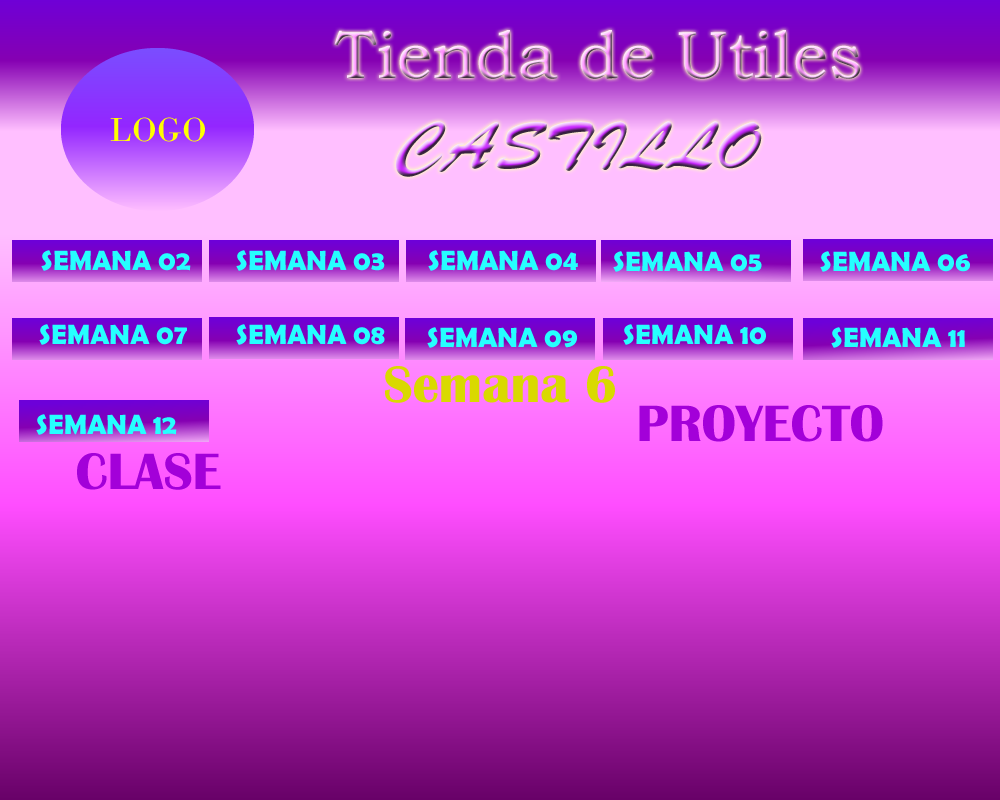 Tienda de Utiles
LOGO
CASTILLO
SEMANA 02 SEMANA 03 SEMANA 04 SEMANA 05 SEMANA 06
SEMANA 07 SEMANA 08 SEMANA 09 SEMANA 10 SEMANA 11
Semana 6
SEMANA 12
PROYECTO
CLASE